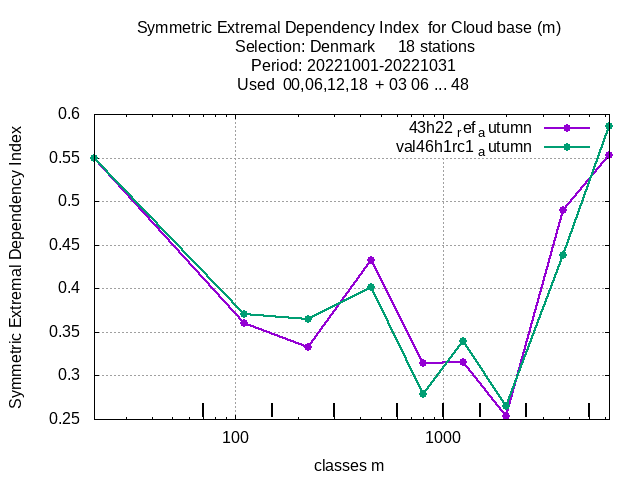 Symmetric Extremal Dependency Index for Cloud base (m)
Selection: Denmark 18 stations
Period: 20221001-20221031
Used 00,06,12,18 + 03 06 ... 48
Symmetric Extremal Dependency Index
0.6
0.55
0.5
0.45
0.4
0.35
0.3
0.25
43h22 ref autumn
val46h1rc1 autumn
100 1000
classes m